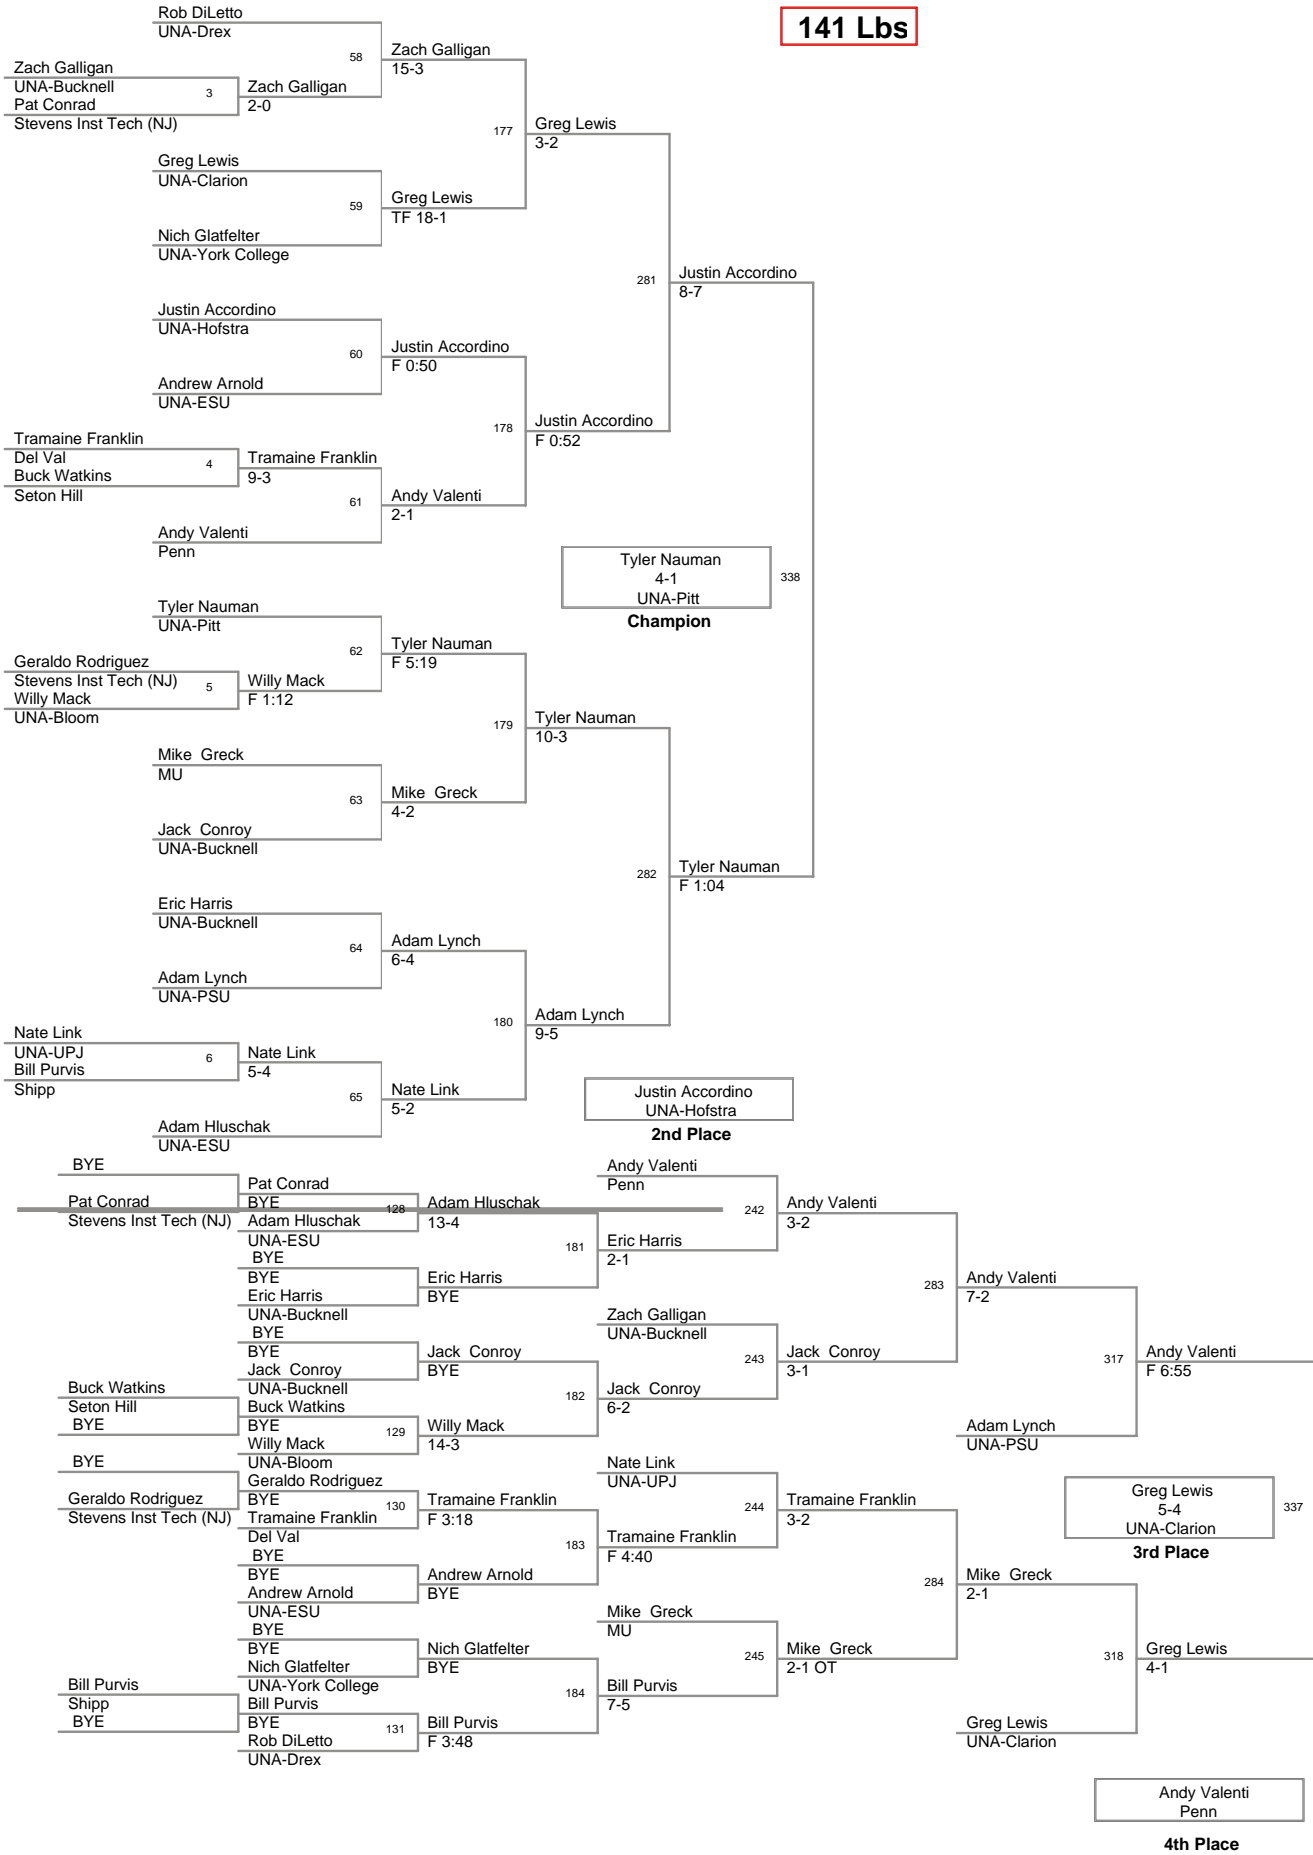 141 Lbs
Rob DiLetto
UNA-Drex
58
Zach Galligan
15-3
Zach Galligan
UNA-Bucknell
3
Zach Galligan
2-0
Pat Conrad
Stevens Inst Tech (NJ)
177
Greg Lewis
3-2
Greg Lewis
UNA-Clarion
59
Greg Lewis
TF 18-1
Nich Glatfelter
UNA-York College
281
Justin Accordino
8-7
Justin Accordino
UNA-Hofstra
60
Justin Accordino
F 0:50
Andrew Arnold
UNA-ESU
178
Justin Accordino
F 0:52
Tramaine Franklin
Del Val
4
Tramaine Franklin
9-3
Buck Watkins
Seton Hill
61
Andy Valenti
2-1
Andy Valenti
Penn
Tyler Nauman
4-1
UNA-Pitt
338
Champion
Tyler Nauman
UNA-Pitt
62
Tyler Nauman
F 5:19
Geraldo Rodriguez
Stevens Inst Tech (NJ)
5
Willy Mack
F 1:12
Willy Mack
UNA-Bloom
179
Tyler Nauman
10-3
Mike  Greck
MU
63
Mike  Greck
4-2
Jack  Conroy
UNA-Bucknell
282
Tyler Nauman
F 1:04
Eric Harris
UNA-Bucknell
64
Adam Lynch
6-4
Adam Lynch
UNA-PSU
180
Adam Lynch
9-5
Nate Link
UNA-UPJ
6
Nate Link
5-4
Bill Purvis
Shipp
65
Nate Link
5-2
Adam Hluschak
UNA-ESU
Justin Accordino
UNA-Hofstra
2nd Place
BYE
Pat Conrad
Stevens Inst Tech (NJ)
Pat Conrad
BYE
128
Adam Hluschak
UNA-ESU
Adam Hluschak
13-4
BYE
BYE
Eric Harris
UNA-Bucknell
Eric Harris
BYE
181
Eric Harris
2-1
Andy Valenti
Penn
242
Andy Valenti
3-2
BYE
BYE
Jack  Conroy
UNA-Bucknell
Jack  Conroy
BYE
Buck Watkins
Seton Hill
BYE
Buck Watkins
BYE
129
Willy Mack
UNA-Bloom
Willy Mack
14-3
182
Jack  Conroy
6-2
Zach Galligan
UNA-Bucknell
243
Jack  Conroy
3-1
283
Andy Valenti
7-2
317
Andy Valenti
F 6:55
Adam Lynch
UNA-PSU
BYE
Geraldo Rodriguez
Stevens Inst Tech (NJ)
Geraldo Rodriguez
BYE
130
Tramaine Franklin
Del Val
Tramaine Franklin
F 3:18
BYE
BYE
Andrew Arnold
UNA-ESU
Andrew Arnold
BYE
183
Tramaine Franklin
F 4:40
Nate Link
UNA-UPJ
244
Tramaine Franklin
3-2
Greg Lewis
5-4
UNA-Clarion
337
3rd Place
BYE
BYE
Nich Glatfelter
UNA-York College
Nich Glatfelter
BYE
Bill Purvis
Shipp
BYE
Bill Purvis
BYE
131
Rob DiLetto
UNA-Drex
Bill Purvis
F 3:48
184
Bill Purvis
7-5
Mike  Greck
MU
245
Mike  Greck
2-1 OT
284
Mike  Greck
2-1
318
Greg Lewis
4-1
Greg Lewis
UNA-Clarion
Andy Valenti
Penn
4th Place